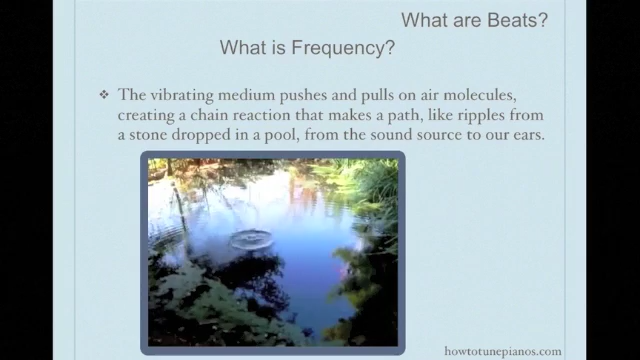 What are Beats?
What is Frequency?
❖ The vibrating medium pushes and pulls on air molecules,
creating a chain reaction that makes a path, like ripples from
a stone dropped in a pool, from the sound source to our ears.
howtotunepianos.com